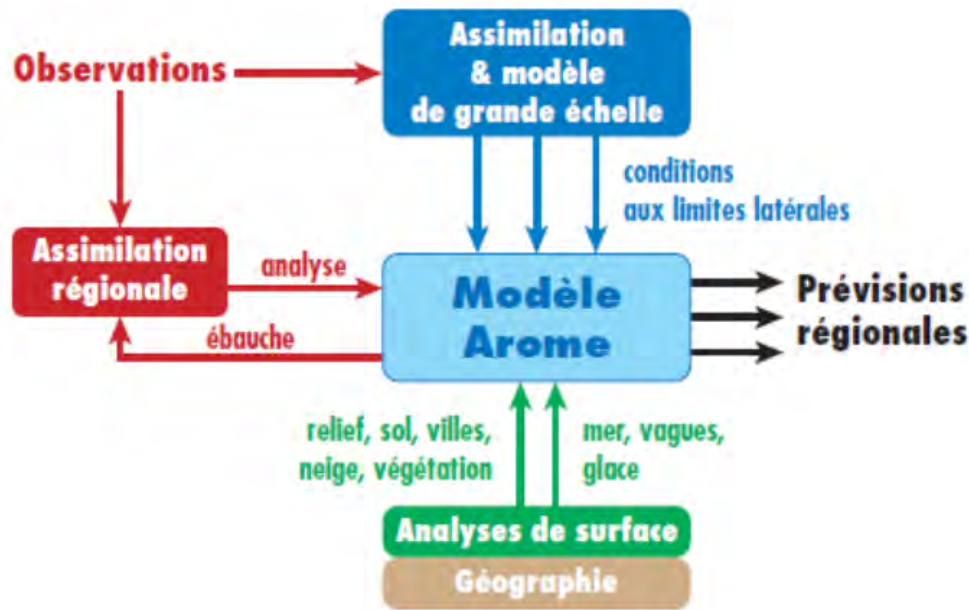 Observations
Assimilation
& modèle
de grande échelle
conditions
aux limites latérales
Assimilation
régionale
analyse
ébauche
Modèle
Arome
Prévisions
régionales
relief, sol, villes,
neige, végétation
mer, vagues,
glace
Analyses de surface
Géographie